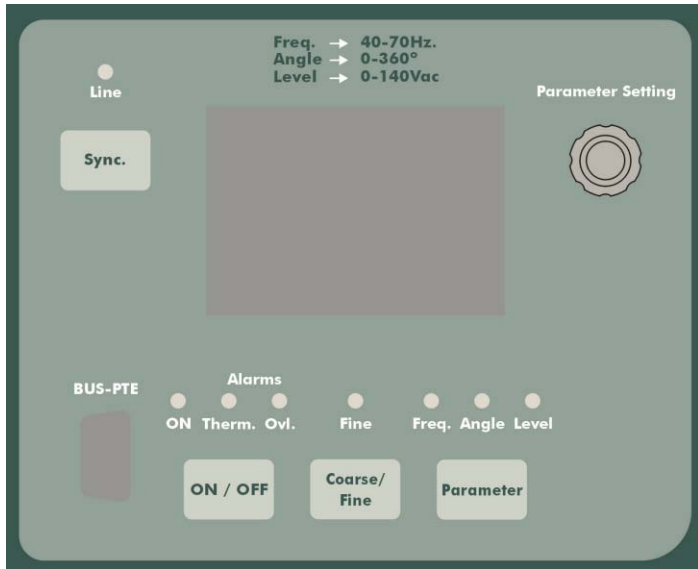 Freq. → 40-70Hz.
Angle → 0-360º
Level → 0-140Vac
Line
Parameter Setting
Sync.
BUS-PTE
Alarms
ON Therm. Ovl. Fine Freq. Angle Level
ON / OFF
Coarse/
Fine
Parameter